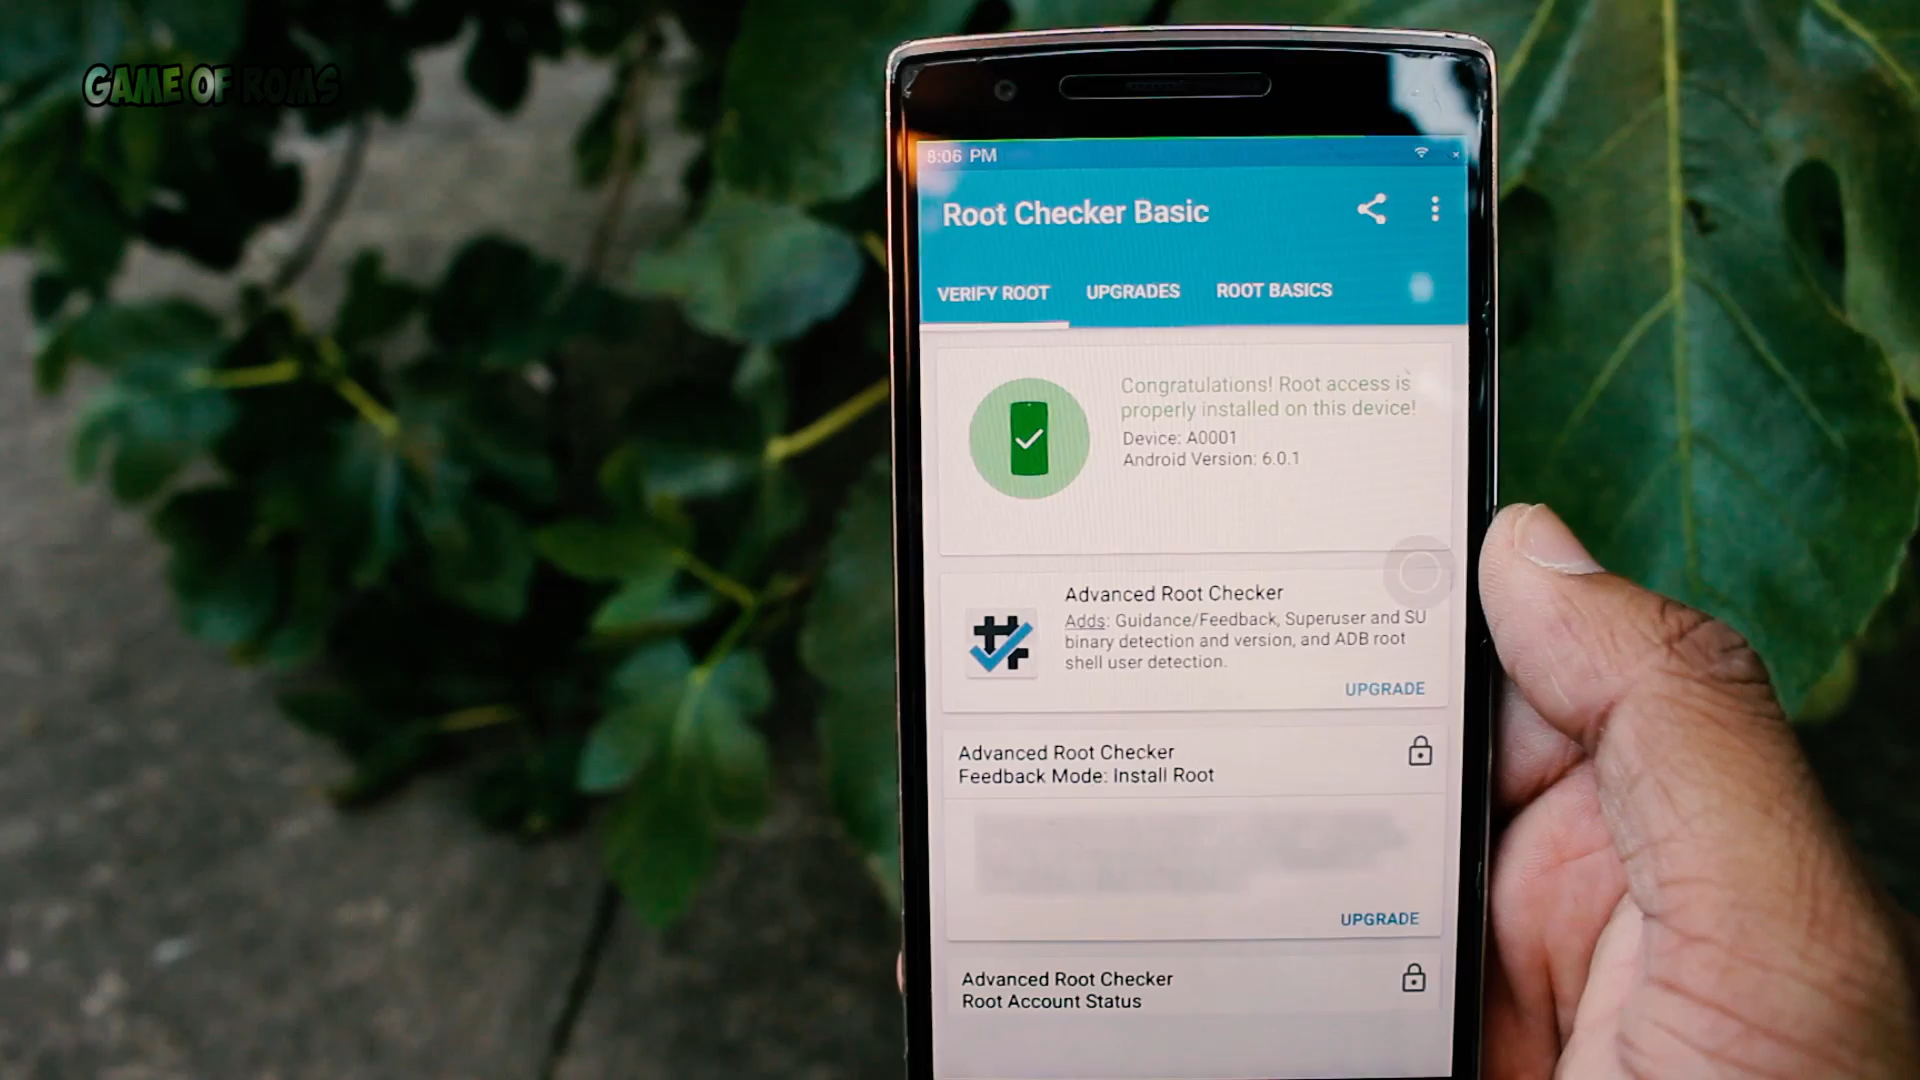 GAME OF ROMS
8:06 PM
Root Checker Basic
VERIFY ROOT UPGRADES ROOT BASICS
Congratulations! Root access is
properly installed on this device!
Device: A0001
Android Version: 6.0.1
Advanced Root Checker
Adds: Guidance/Feedback, Superuser and SU
binary detection and version, and ADB root
shell user detection.
UPGRADE
Advanced Root Checker
Feedback Mode: Install Root
UPGRADE
Advanced Root Checker
Root Account Status